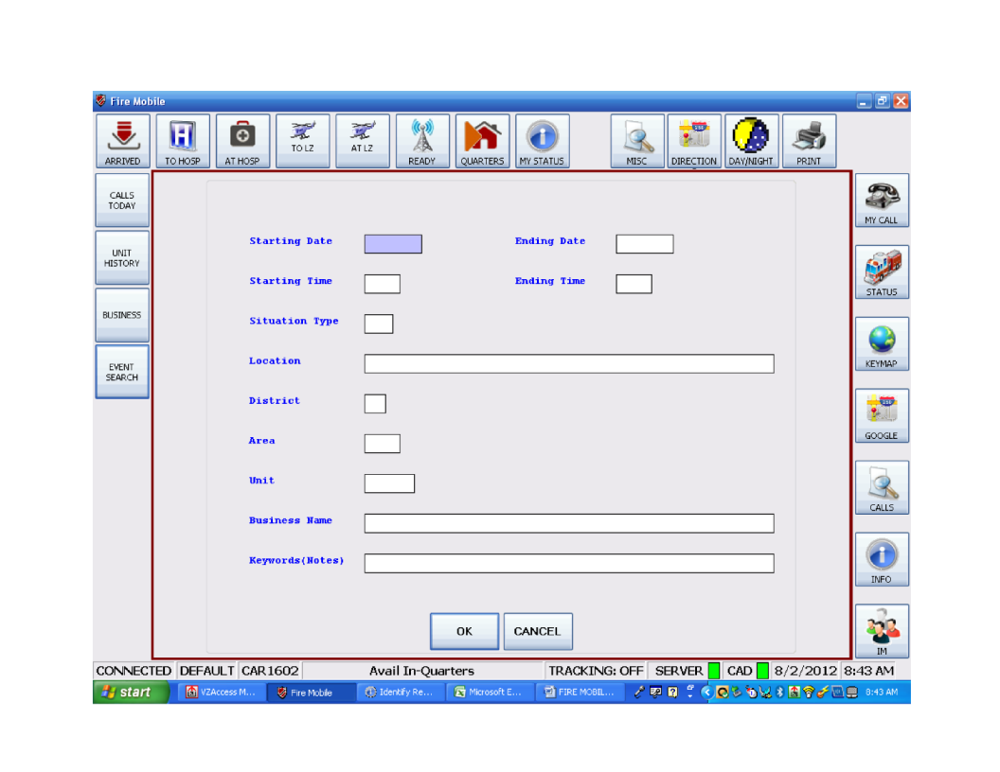 Fire Mobile
ARRIVED TO HOSP AT HOSP TO LZ AT LZ READY QUARTERS MY STATUS MISC DIRECTION DAY/NIGHT PRINT
CALLS
TODAY
MY CALL
UNIT
HISTORY
STATUS
BUSINESS
KEYMAP
EVENT
SEARCH
GOOGLE
CALLS
INFO
IM
Starting Date Ending Date
Starting Time Ending Time
Situation Type
Location
District
Area
Unit
Business Name
Keywords(Notes)
OK CANCEL
CONNECTED DEFAULT CAR1602 Avail In-Quarters TRACKING: OFF SERVER CAD 8/2/2012 8:43 AM
start VZAccess M... Fire Mobile Identify Re... Microsoft E... FIRE MOBIL... 8:43 AM